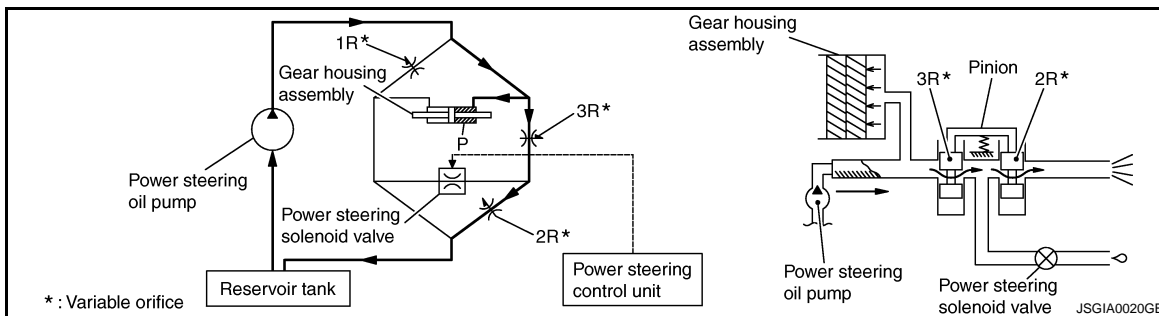 1R*
Gear housing
assembly
3R*
P
Power steering
oil pump
Power steering
solenoid valve
2R*
Reservoir tank
Power steering
control unit
* : Variable orifice
Gear housing
assembly
Pinion
3R*
2R*
Power steering
oil pump
Power steering
solenoid valve
JSGIA0020GB